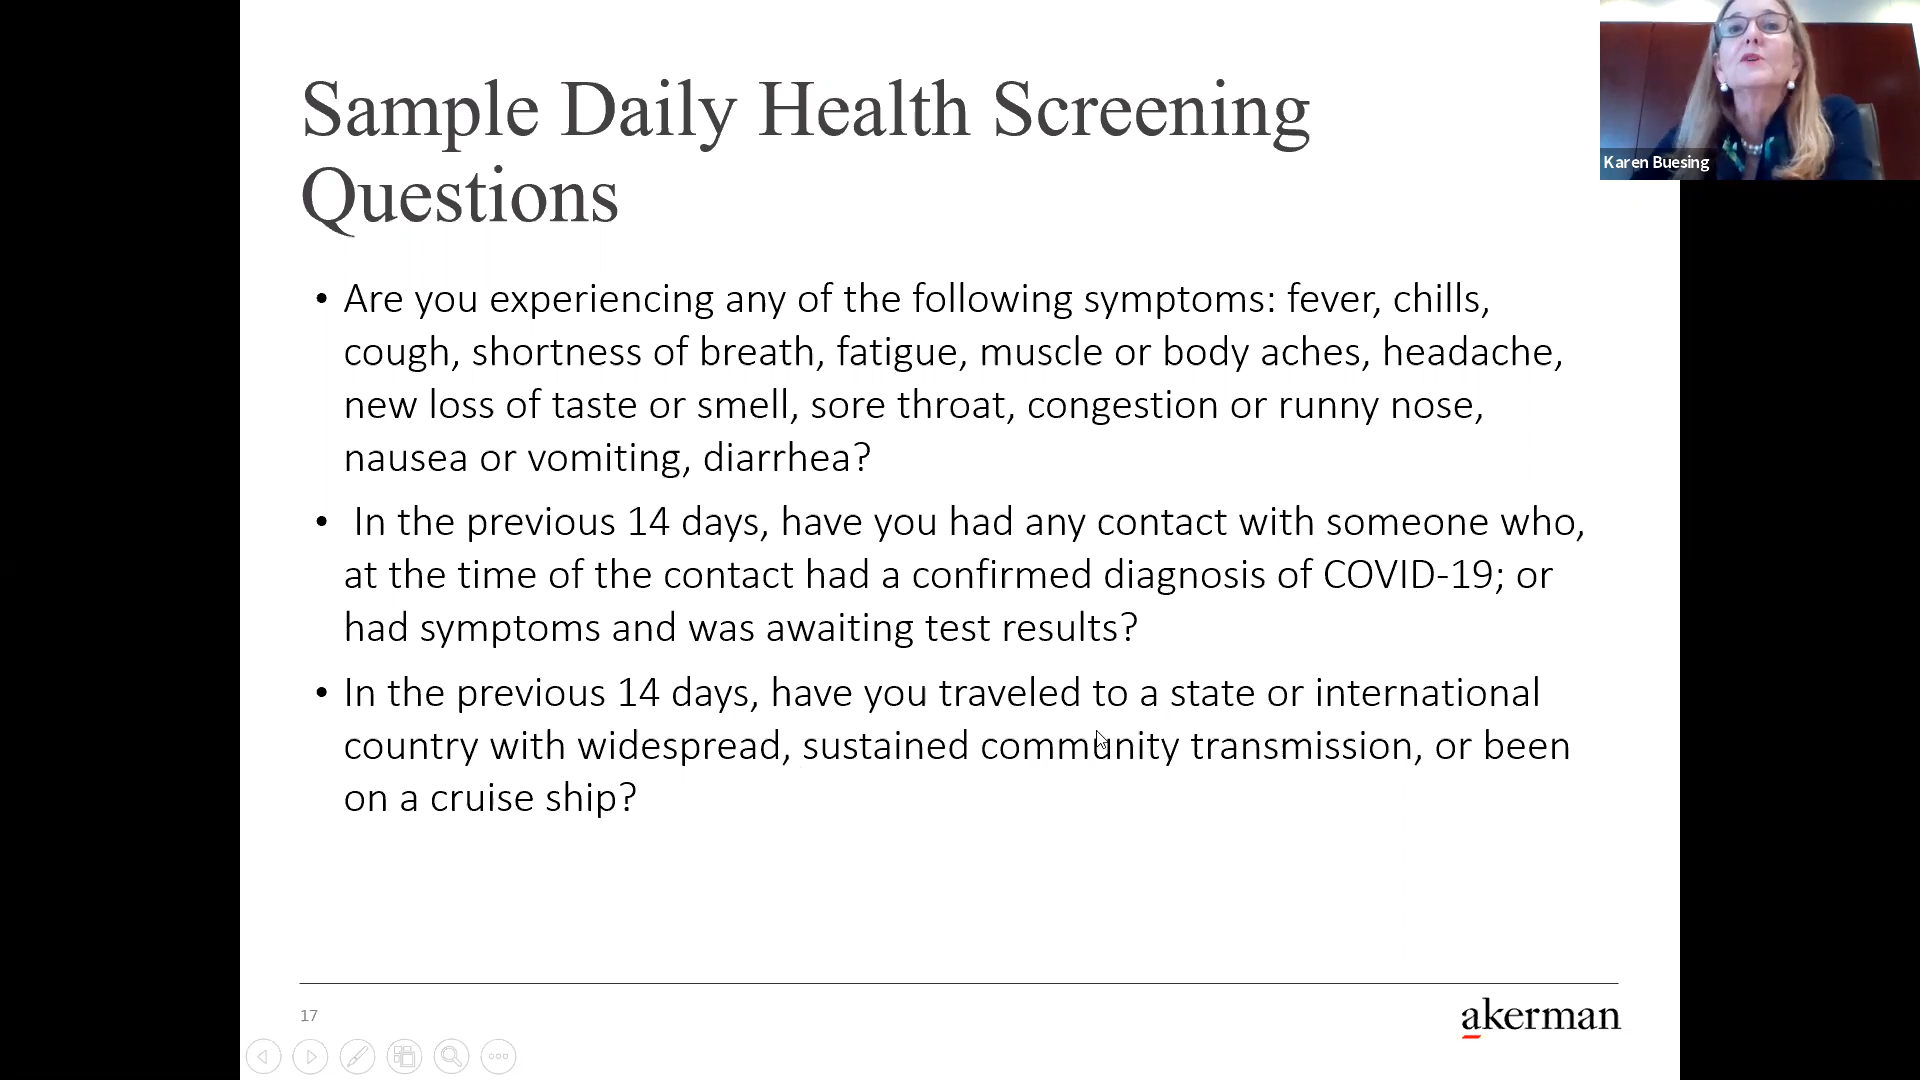 Sample Daily Health Screening
Questions
Karen Buesing
• Are you experiencing any of the following symptoms: fever, chills,
cough, shortness of breath, fatigue, muscle or body aches, headache,
new loss of taste or smell, sore throat, congestion or runny nose,
nausea or vomiting, diarrhea?
• In the previous 14 days, have you had any contact with someone who,
at the time of the contact had a confirmed diagnosis of COVID-19; or
had symptoms and was awaiting test results?
• In the previous 14 days, have you traveled to a state or international
country with widespread, sustained community transmission, or been
on a cruise ship?
17
akerman